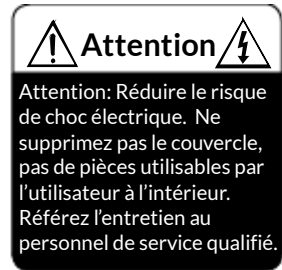 Attention
Attention: Réduire le risque
de choc électrique. Ne
supprimez pas le couvercle,
pas de pièces utilisables par
l'utilisateur à l'intérieur.
Référez l'entretien au
personnel de service qualifié.